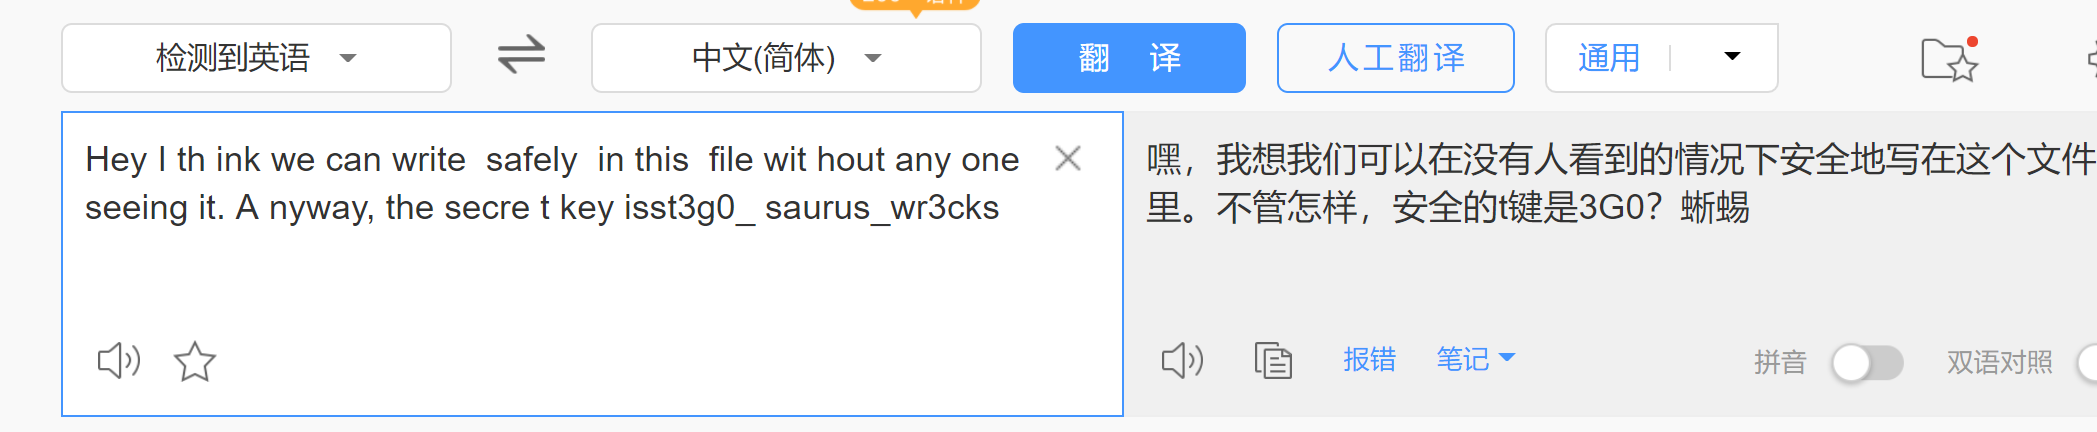 检测到英语
中文(简体)
翻 译
人工翻译
通用
Hey I th ink we can write  safely  in this  file wit hout any one
seeing it. A nyway, the secre t key isst3g0_ saurus_wr3cks
嘿，我想我们可以在没有人看到的情况下安全地写在这个文件
里。不管怎样，安全的t键是3G0？蜥蜴
报错
笔记
拼音
双语对照